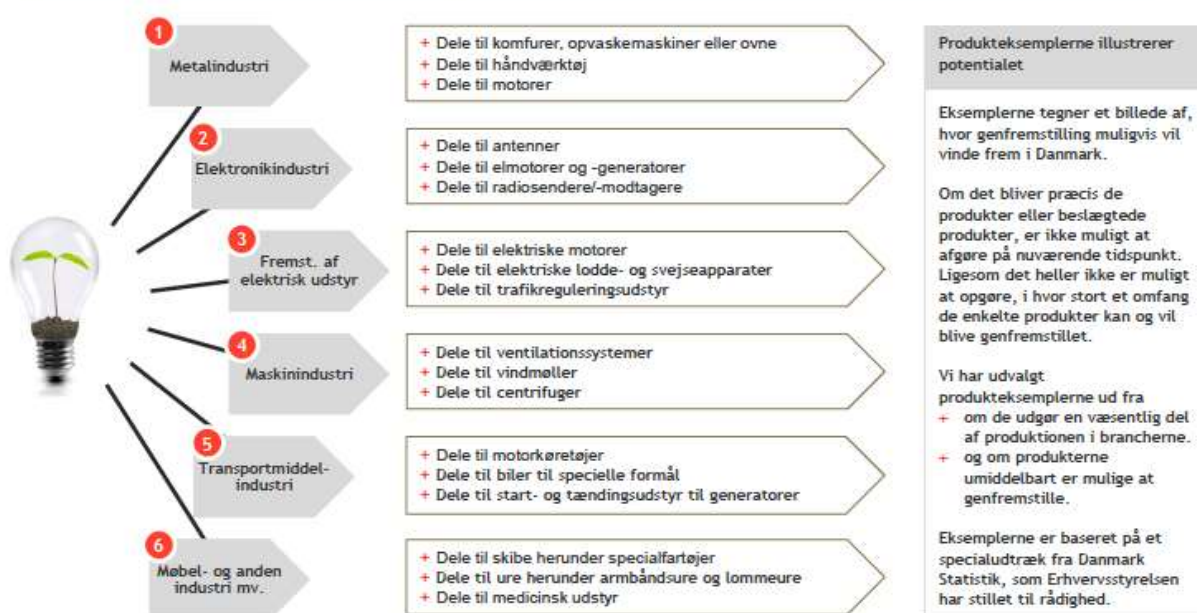 1
Metalindustri
+ Dele til komfurer, opvaskemaskiner eller ovne
+ Dele til håndværktøj
+ Dele til motorer
2
Elektronikindustri
+ Dele til antenner
+ Dele til elmotorer og -generatorer
+ Dele til radiosendere/-modtagere
3
Fremst. af
elektrisk udstyr
+ Dele til elektriske motorer
+ Dele til elektriske lodde- og svejseapparater
+ Dele til trafikreguleringsudstyr
4
Maskinindustri
+ Dele til ventilationssystemer
+ Dele til vindmøller
+ Dele til centrifuger
5
Transportmiddel-
industri
+ Dele til motorkøretøjer
+ Dele til biler til specielle formål
+ Dele til start- og tændingsudstyr til generatorer
6
Møbel- og anden
industri mv.
+ Dele til skibe herunder specialfartøjer
+ Dele til ure herunder armbåndsure og lommeure
+ Dele til medicinsk udstyr
Produkteksemplerne illustrerer
potentialet
Eksemplerne tegner et billede af,
hvor genfremstilling muligvis vil
vinde frem i Danmark.
Om det bliver præcis de
produkter eller beslægtede
produkter, er ikke muligt at
afgøre på nuværende tidspunkt.
Ligesom det heller ikke er muligt
at opgøre, i hvor stort et omfang
de enkelte produkter kan og vil
blive genfremstillet.
Vi har udvalgt
produkteksemplerne ud fra
+ om de udgør en væsentlig del
af produktionen i brancherne.
+ og om produkterne
umiddelbart er mulige at
genfremstille.
Eksemplerne er baseret på et
specialudtræk fra Danmark
Statistik, som Erhvervsstyrelsen
har stillet til rådighed.